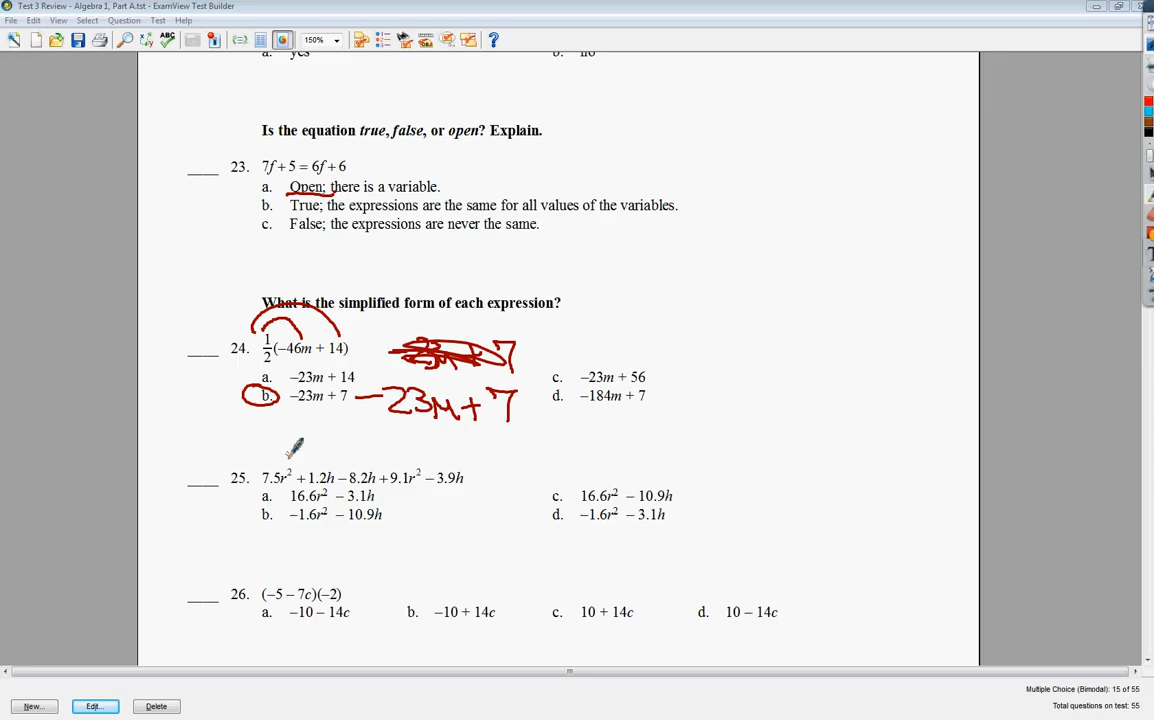 Test 3 Review - Algebra 1, Part A.tst - ExamView Test Builder
File Edit View Select Question Test Help
ABC 150% OBJ ?
a. yes b. no
Is the equation true, false, or open? Explain.
____ 23. 7f + 5 = 6f + 6
a. Open; there is a variable.
b. True; the expressions are the same for all values of the variables.
c. False; the expressions are never the same.
What is the simplified form of each expression?
____ 24. 1/2(–46m + 14)
a. –23m + 14 c. –23m + 56
b. –23m + 7 –23m + 7 d. –184m + 7
____ 25. 7.5r² + 1.2h – 8.2h + 9.1r² – 3.9h
a. 16.6r² – 3.1h c. 16.6r² – 10.9h
b. –1.6r² – 10.9h d. –1.6r² – 3.1h
____ 26. (–5 – 7c)(–2)
a. –10 – 14c b. –10 + 14c c. 10 + 14c d. 10 – 14c
Multiple Choice (Bimodal): 15 of 55
New... Edit... Delete Total questions on test: 55